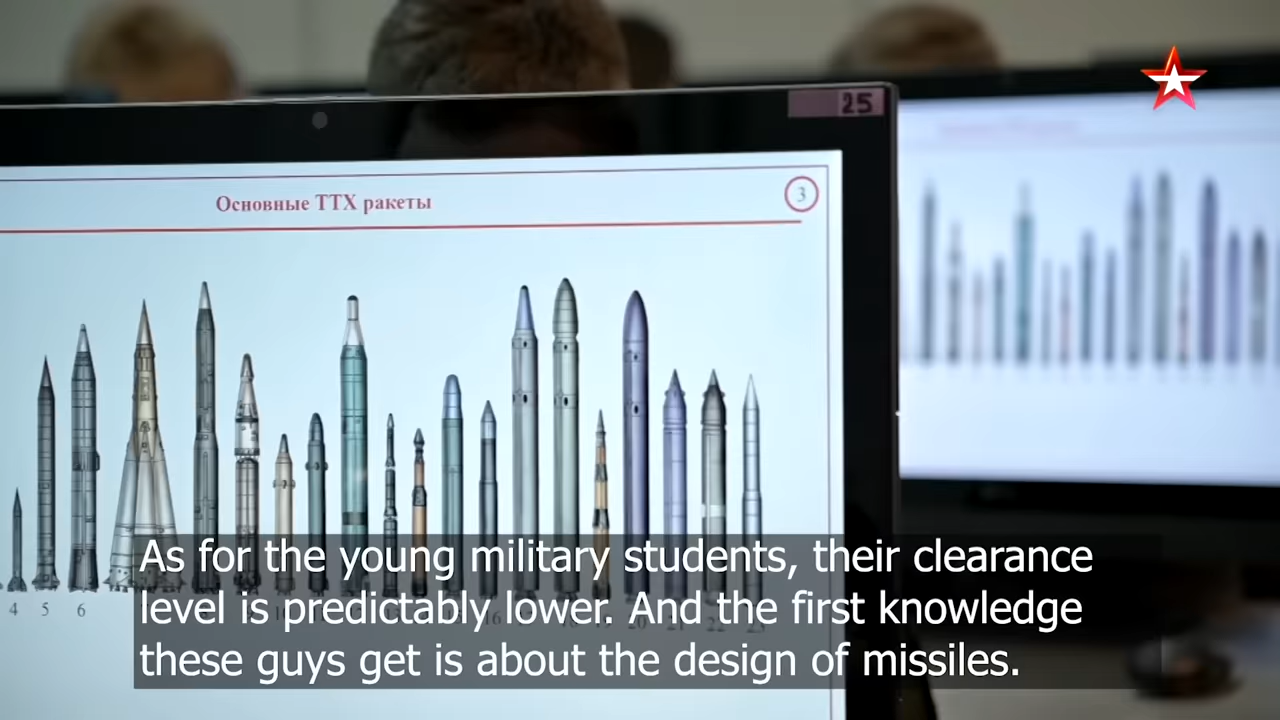 25
Основные ТТХ ракеты
3
4 5 6
As for the young military students, their clearance
level is predictably lower. And the first knowledge
these guys get is about the design of missiles.